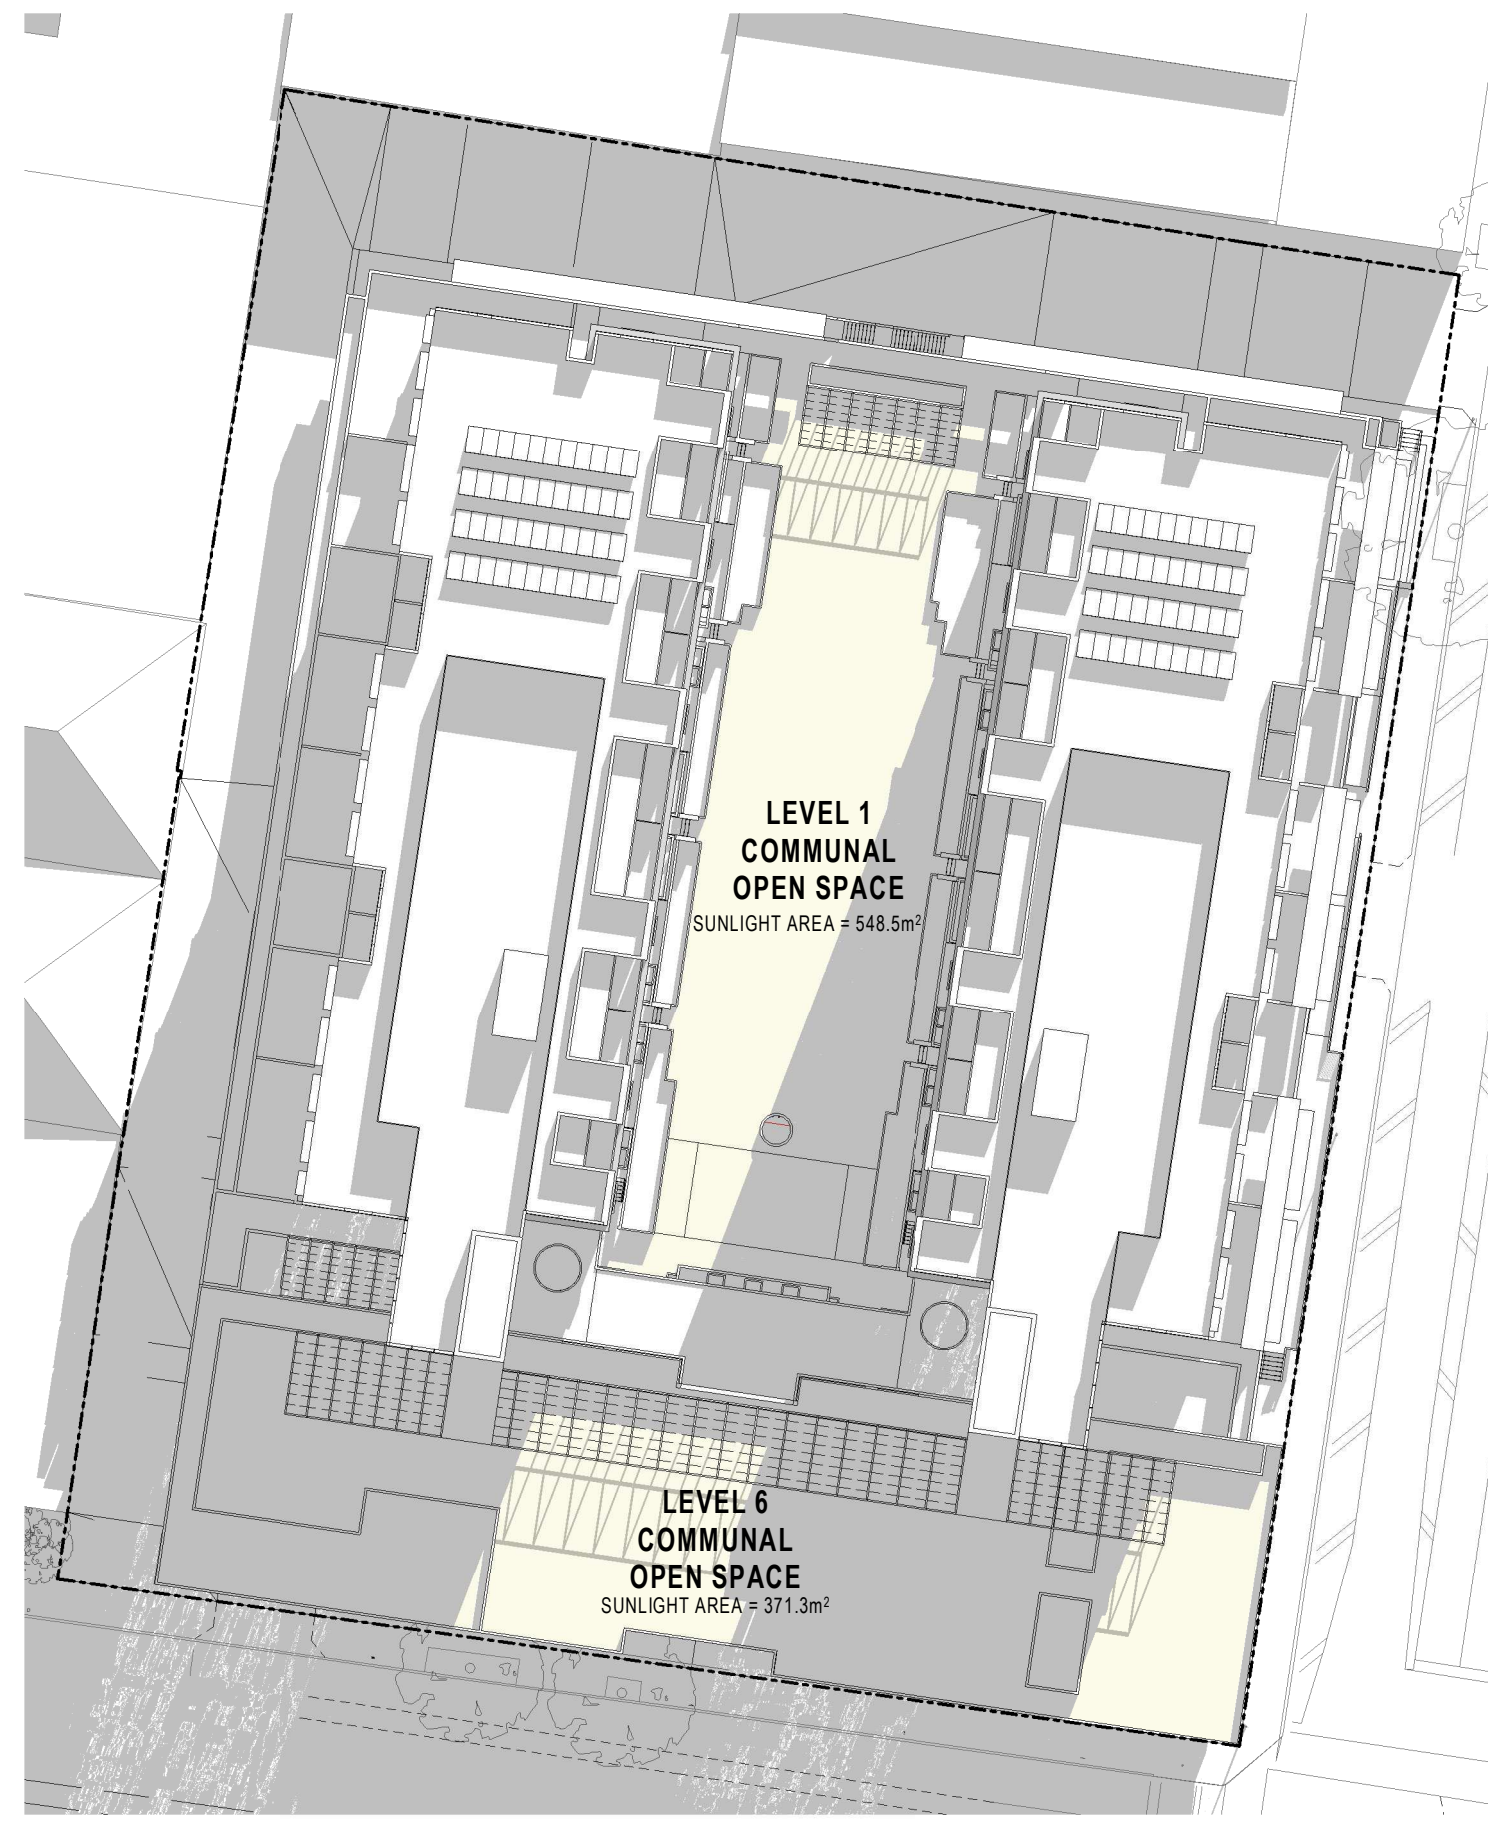 LEVEL 1
COMMUNAL
OPEN SPACE
SUNLIGHT AREA = 548.5m²
LEVEL 6
COMMUNAL
OPEN SPACE
SUNLIGHT AREA = 371.3m²